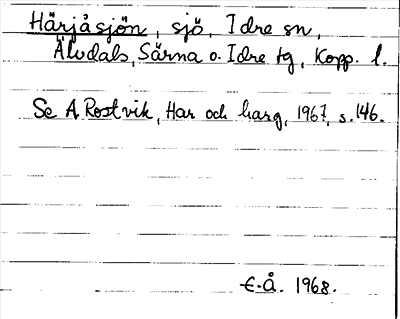 Härjåsjön, sjö, Idre sn,
Älvdals, Särna o. Idre tg, Kopp. l.
Se A. Rostvik, Har och harg, 1967, s. 146.
E.Å. 1968.